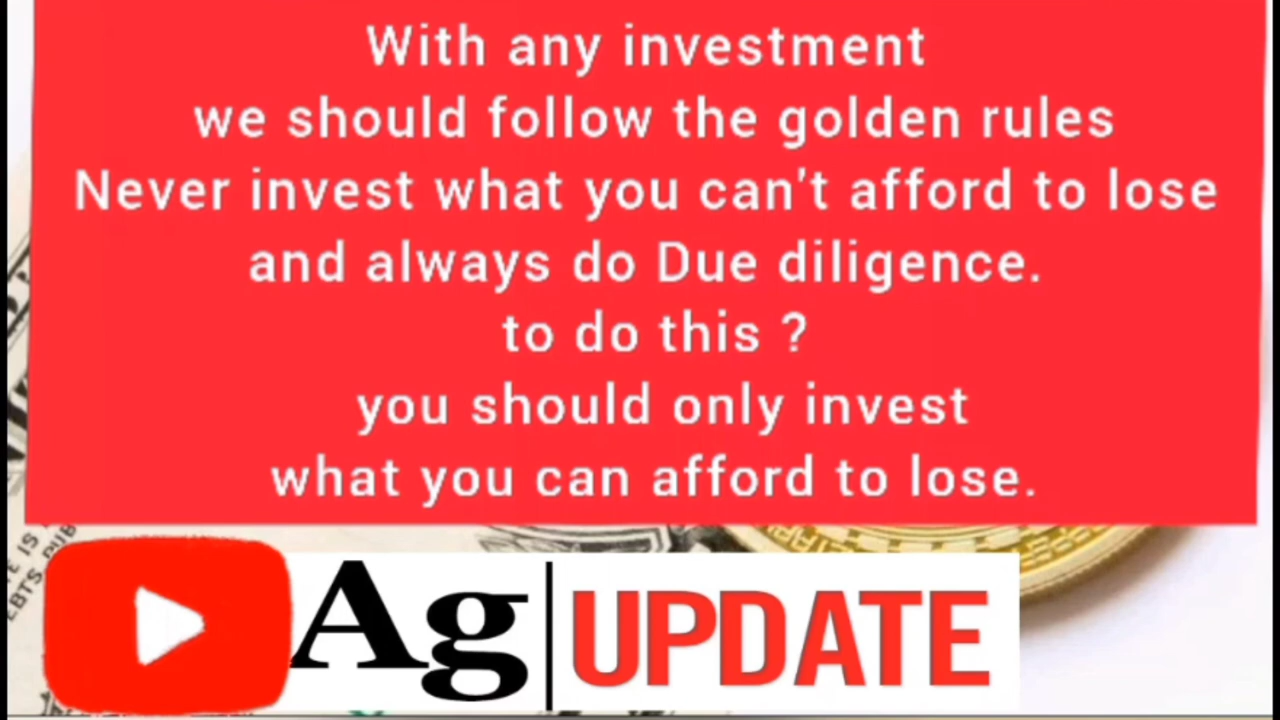 With any investment
we should follow the golden rules
Never invest what you can't afford to lose
and always do Due diligence.
to do this ?
you should only invest
what you can afford to lose.
Ag UPDATE